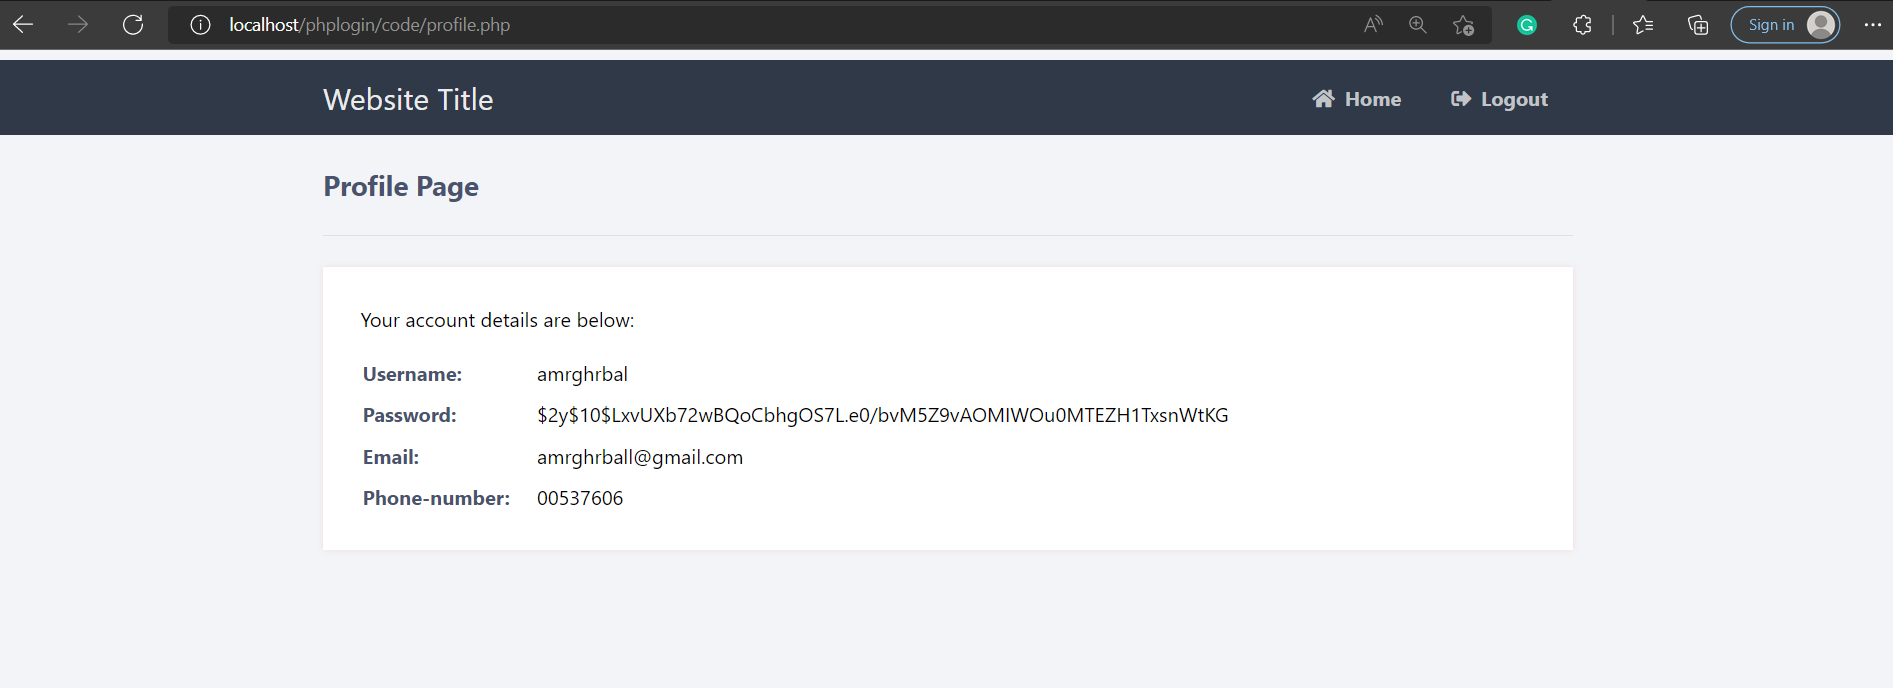 localhost/phplogin/code/profile.php
Sign in
Website Title
Home
Logout
Profile Page
Your account details are below:
Username: amrghrbal
Password: $2y$10$LxvUXb72wBQoCbhgOS7L.e0/bvM5Z9vAOMIWOu0MTEZH1TxsnWtKG
Email: amrghrball@gmail.com
Phone-number: 00537606